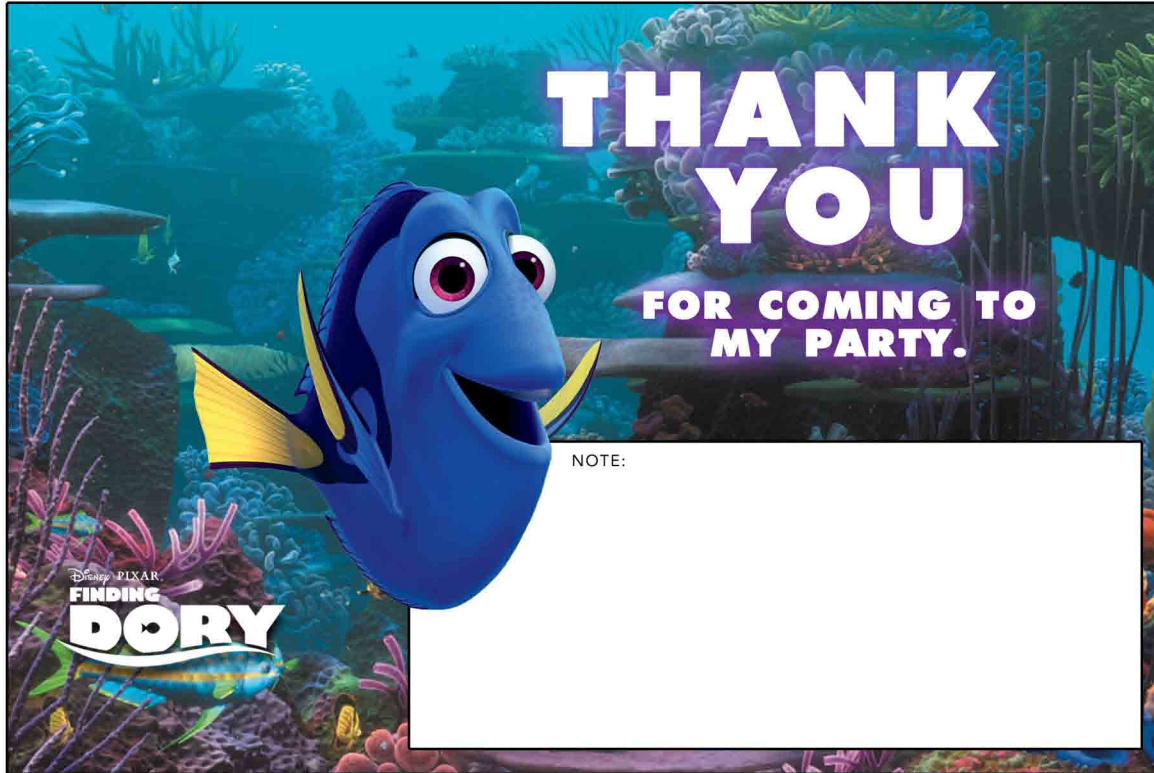 THANK
YOU
FOR COMING TO
MY PARTY.
NOTE:
Disney PIXAR
FINDING
DORY